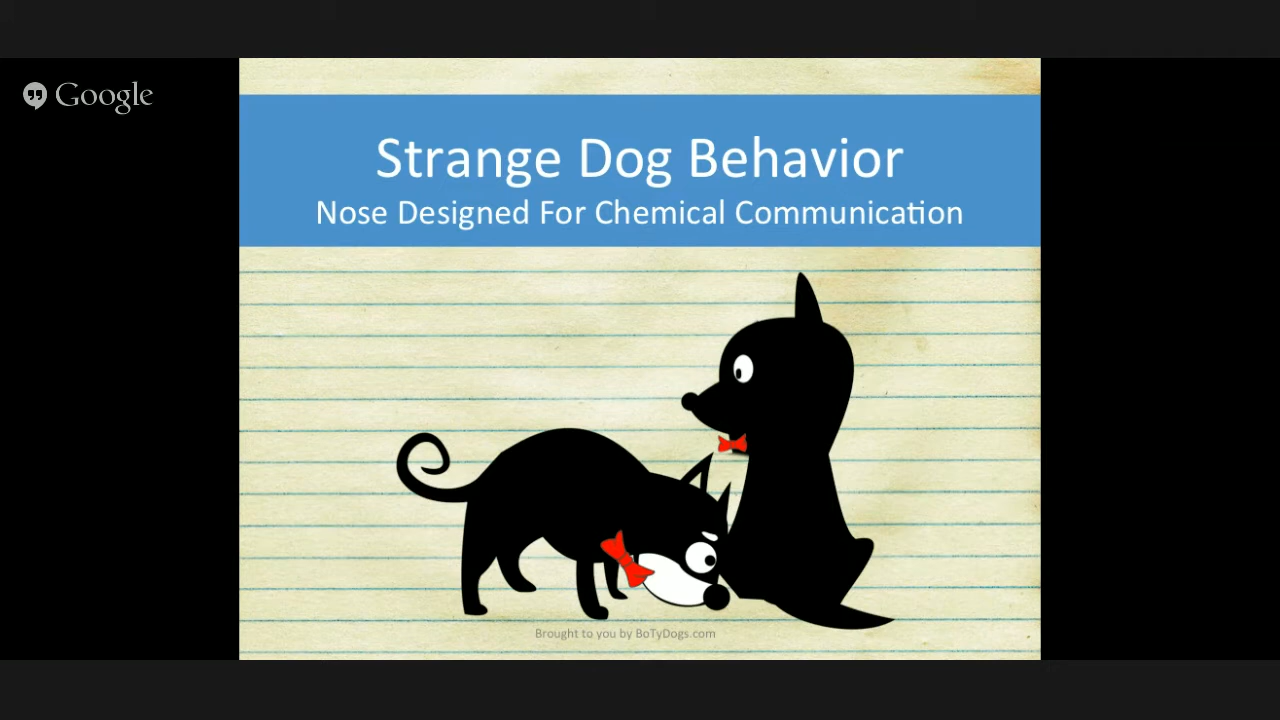 Google
Strange Dog Behavior
Nose Designed For Chemical Communication
Brought to you by BoTyDogs.com